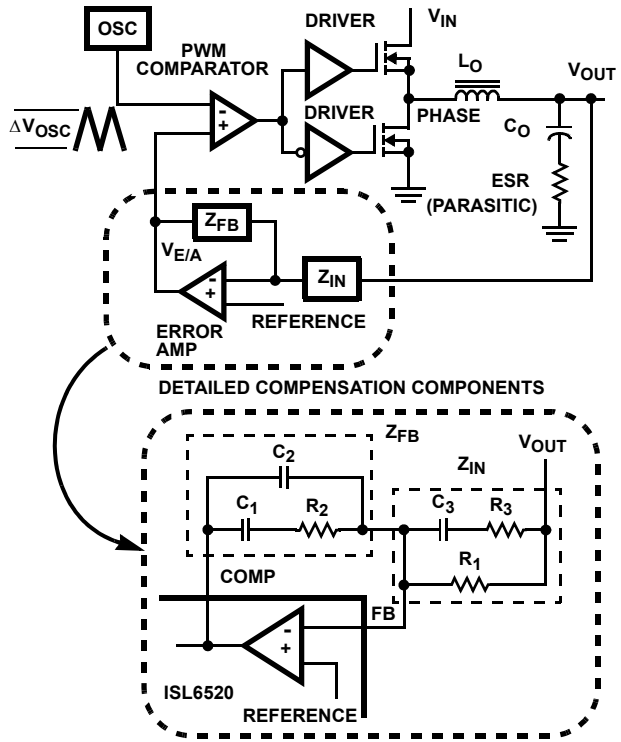 OSC
PWM
COMPARATOR
DRIVER
V_IN
-
+
ΔV_OSC
DRIVER
PHASE
L_O
V_OUT
C_O
ESR
(PARASITIC)
Z_FB
V_E/A
-
+
Z_IN
REFERENCE
ERROR
AMP
DETAILED COMPENSATION COMPONENTS
Z_FB
V_OUT
C_2
Z_IN
C_1
R_2
C_3
R_3
R_1
COMP
FB
-
+
ISL6520
REFERENCE